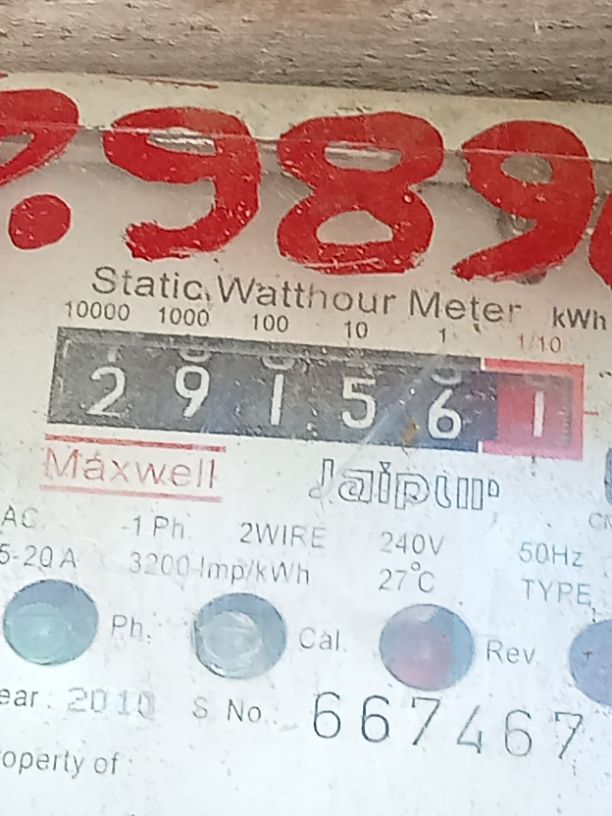 989
Static Watthour Meter kWh
10000 1000 100 10 1 1/10
2 9 1 5 6 1
Maxwell Jaipur
AC. -1 Ph. 2WIRE 240V 50Hz
5-20A 3200 Imp/kWh 27°C TYPE
Ph. Cal. Rev.
ear : 2010 S No. 667467
operty of :